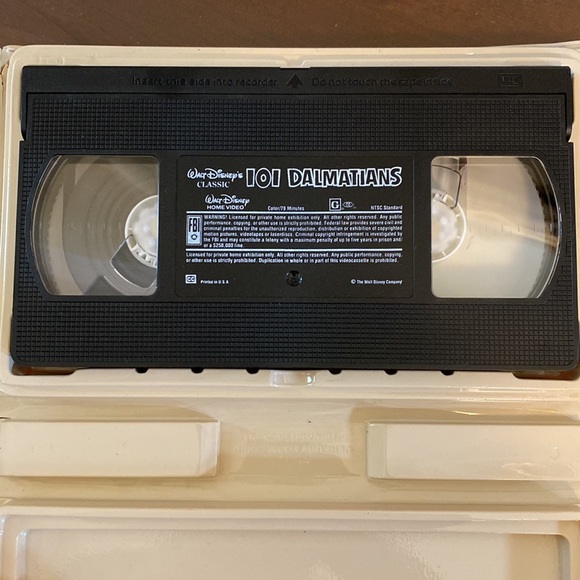 Insert this side into recorder ▲ Do not touch the tape inside
VHS
WALT DISNEY'S
CLASSIC
101 DALMATIANS
WALT DISNEY
HOME VIDEO
Color/79 Minutes
G
NTSC Standard
FBI
WARNING! Licensed for private home exhibition only. All other rights reserved. Any public
performance, copying, or other use is strictly prohibited. Federal law provides severe civil and
criminal penalties for the unauthorized reproduction, distribution or exhibition of copyrighted
motion pictures, videotapes or laserdiscs. Criminal copyright infringement is investigated by
the FBI and may constitute a felony with a maximum penalty of up to five years in prison and/
or a $250,000 fine.
Licensed for private home exhibition only. All other rights reserved. Any public performance, copying,
or other use is strictly prohibited. Duplication in whole or in part of this videocassette is prohibited.
CC
Printed in U S A
© The Walt Disney Company